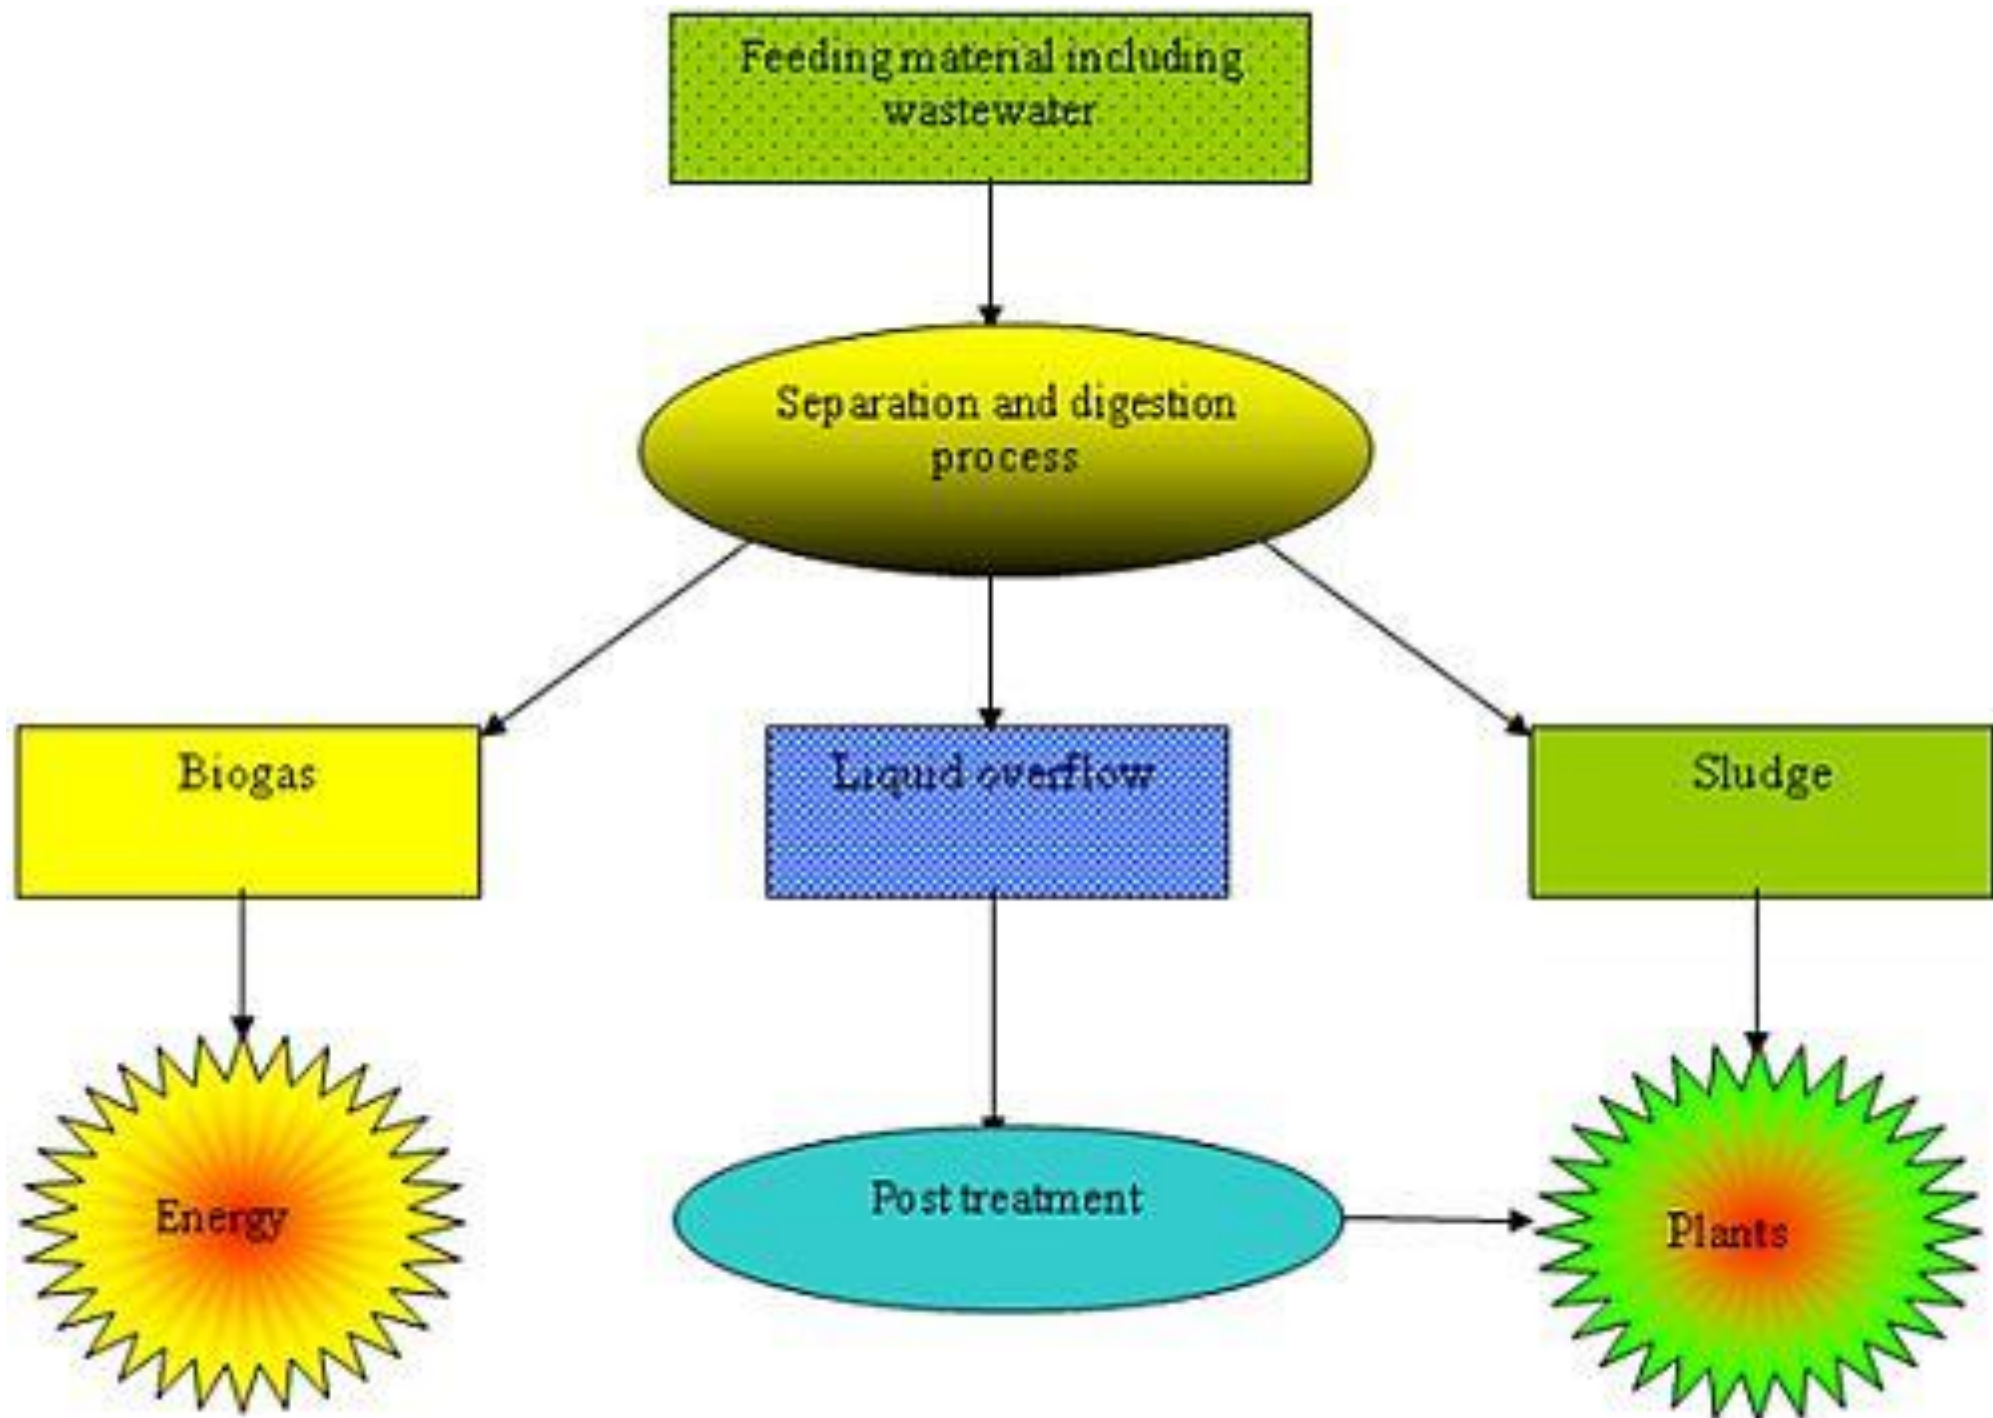 Feeding material including
wastewater
Separation and digestion
process
Biogas
Liquid overflow
Sludge
Energy
Post treatment
Plants